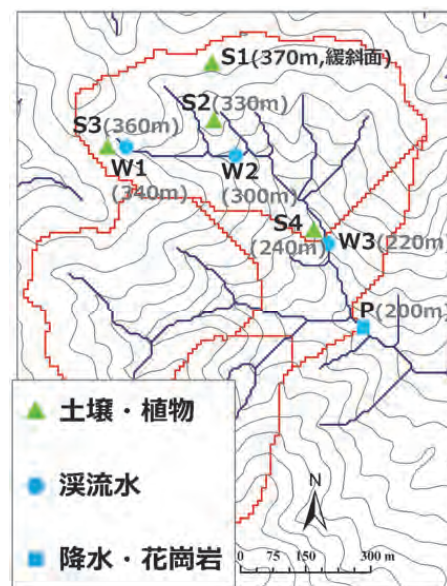 S1(370m,緩斜面)
S2(330m)
S3(360m)
W1
(340m)
W2
(300m)
S4
(240m)
W3(220m)
P(200m)
土壌・植物
渓流水
降水・花崗岩
N
0 75 150 300 m